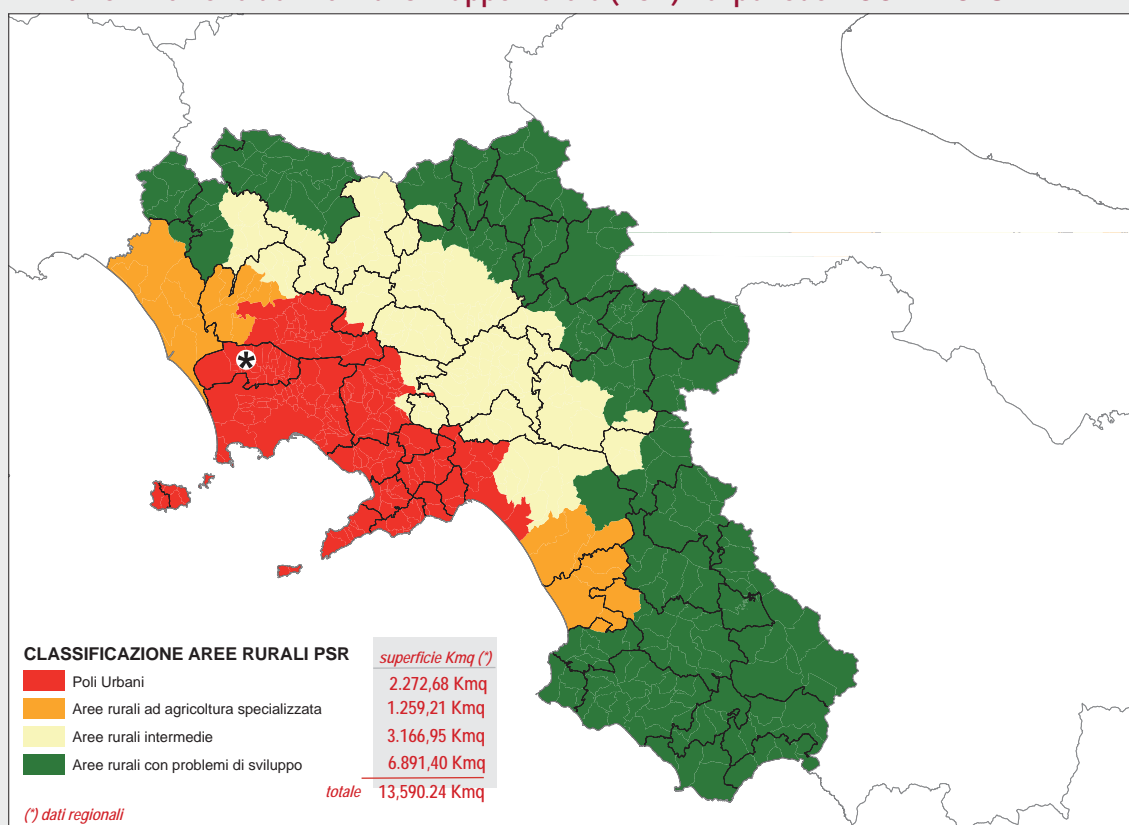 CLASSIFICAZIONE AREE RURALI PSR superficie Kmq (*)
Poli Urbani 2.272,68 Kmq
Aree rurali ad agricoltura specializzata 1.259,21 Kmq
Aree rurali intermedie 3.166,95 Kmq
Aree rurali con problemi di sviluppo 6.891,40 Kmq
totale 13,590.24 Kmq
(*) dati regionali